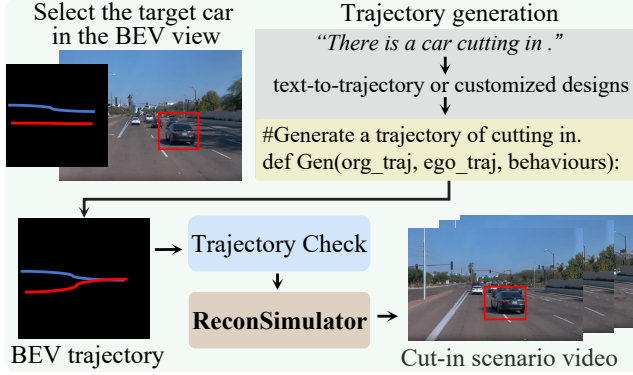 Select the target car
in the BEV view
Trajectory generation
“There is a car cutting in .”
text-to-trajectory or customized designs
#Generate a trajectory of cutting in.
def Gen(org_traj, ego_traj, behaviours):
Trajectory Check
ReconSimulator
BEV trajectory
Cut-in scenario video